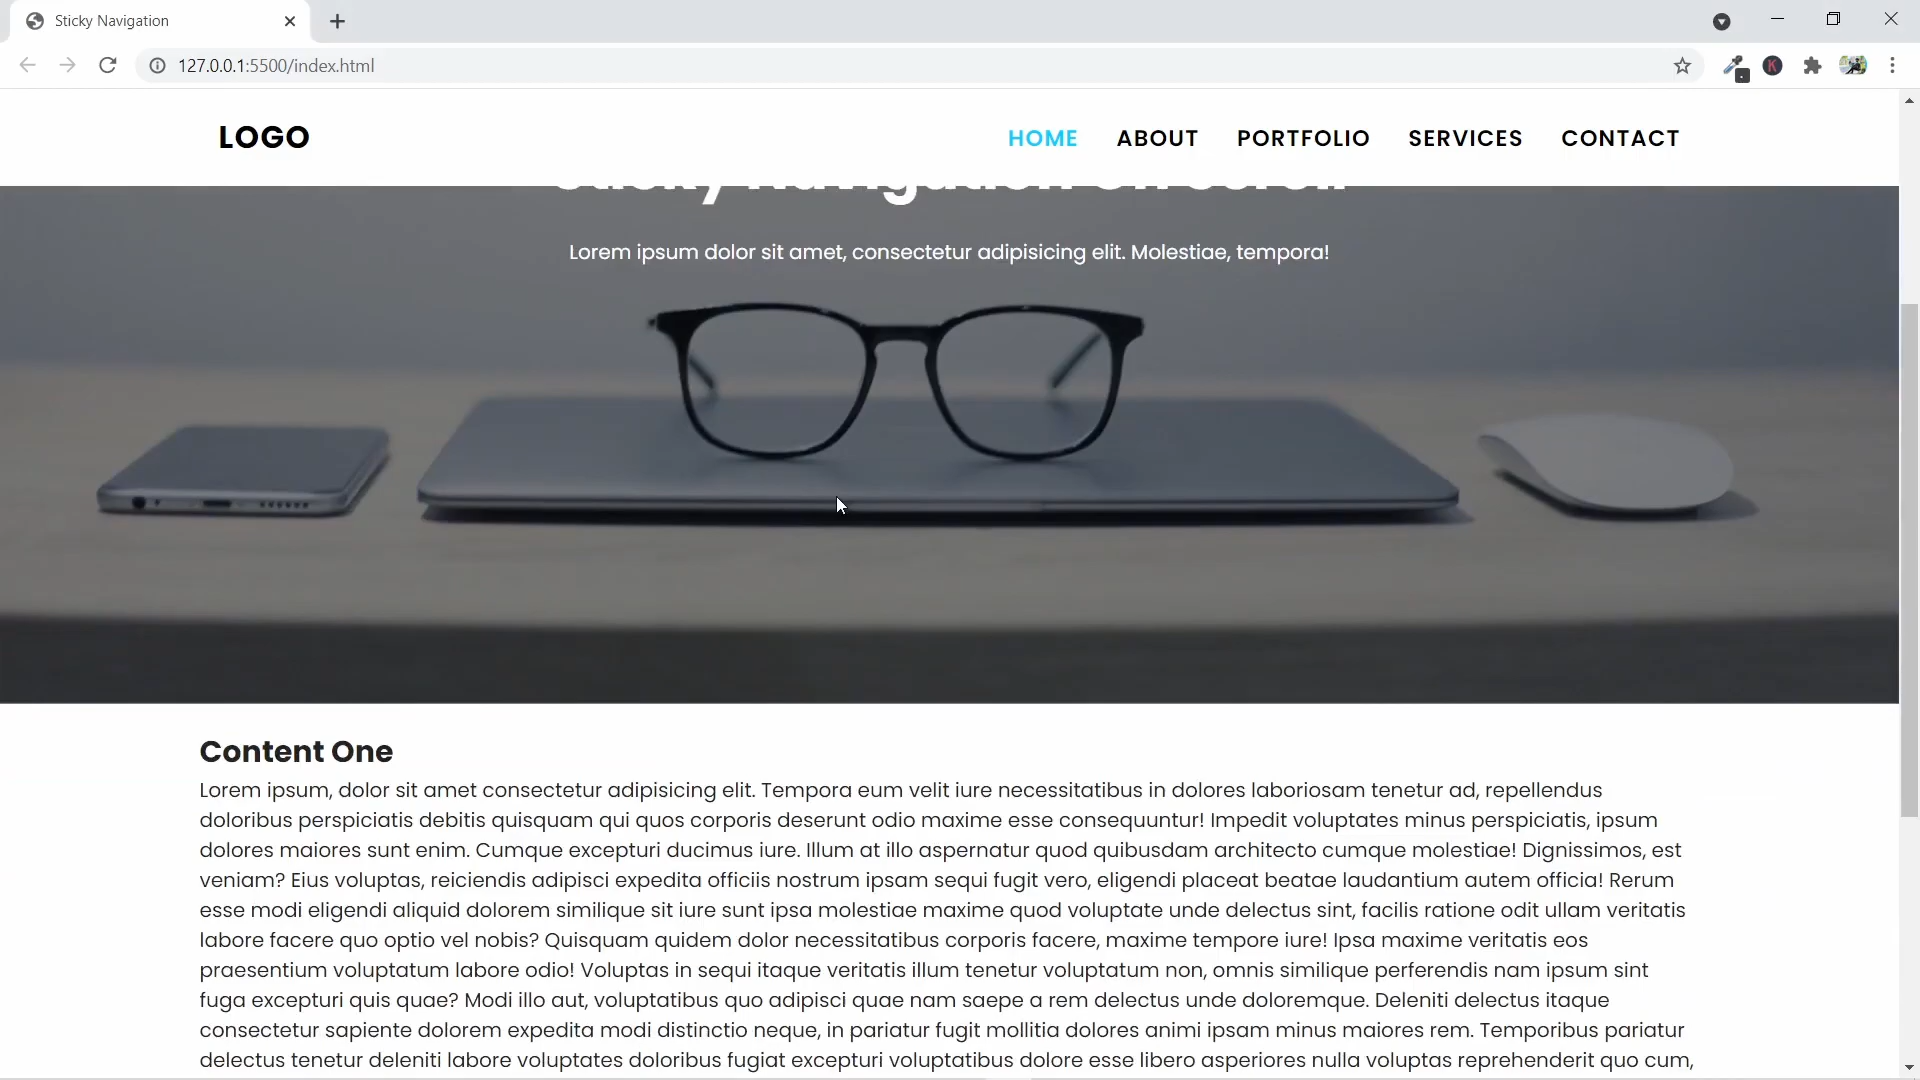 Sticky Navigation
127.0.0.1:5500/index.html
K
LOGO HOME ABOUT PORTFOLIO SERVICES CONTACT
Sticky Navigation On Scroll
Lorem ipsum dolor sit amet, consectetur adipisicing elit. Molestiae, tempora!
Content One
Lorem ipsum, dolor sit amet consectetur adipisicing elit. Tempora eum velit iure necessitatibus in dolores laboriosam tenetur ad, repellendus
doloribus perspiciatis debitis quisquam qui quos corporis deserunt odio maxime esse consequuntur! Impedit voluptates minus perspiciatis, ipsum
dolores maiores sunt enim. Cumque excepturi ducimus iure. Illum at illo aspernatur quod quibusdam architecto cumque molestiae! Dignissimos, est
veniam? Eius voluptas, reiciendis adipisci expedita officiis nostrum ipsam sequi fugit vero, eligendi placeat beatae laudantium autem officia! Rerum
esse modi eligendi aliquid dolorem similique sit iure sunt ipsa molestiae maxime quod voluptate unde delectus sint, facilis ratione odit ullam veritatis
labore facere quo optio vel nobis? Quisquam quidem dolor necessitatibus corporis facere, maxime tempore iure! Ipsa maxime veritatis eos
praesentium voluptatum labore odio! Voluptas in sequi itaque veritatis illum tenetur voluptatum non, omnis similique perferendis nam ipsum sint
fuga excepturi quis quae? Modi illo aut, voluptatibus quo adipisci quae nam saepe a rem delectus unde doloremque. Deleniti delectus itaque
consectetur sapiente dolorem expedita modi distinctio neque, in pariatur fugit mollitia dolores animi ipsam minus maiores rem. Temporibus pariatur
delectus tenetur deleniti labore voluptates doloribus fugiat excepturi voluptatibus dolore esse libero asperiores nulla voluptas reprehenderit quo cum,